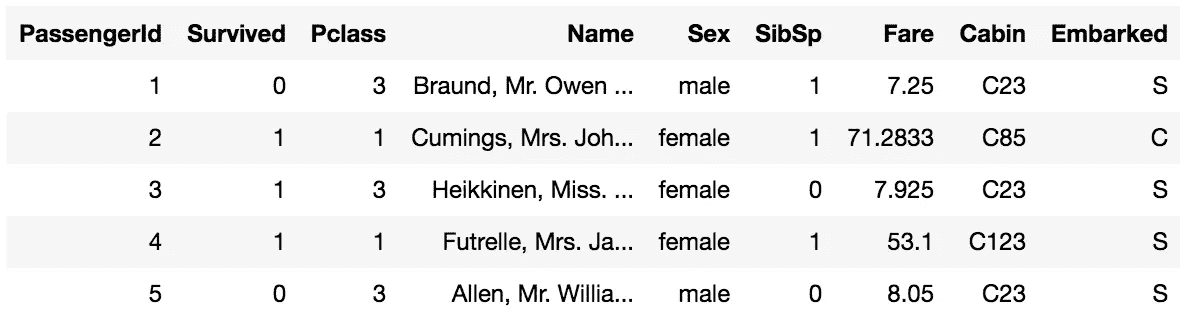 PassengerId Survived Pclass Name Sex SibSp Fare Cabin Embarked
1 0 3 Braund, Mr. Owen ... male 1 7.25 C23 S
2 1 1 Cumings, Mrs. Joh... female 1 71.2833 C85 C
3 1 3 Heikkinen, Miss. ... female 0 7.925 C23 S
4 1 1 Futrelle, Mrs. Ja... female 1 53.1 C123 S
5 0 3 Allen, Mr. Willia... male 0 8.05 C23 S